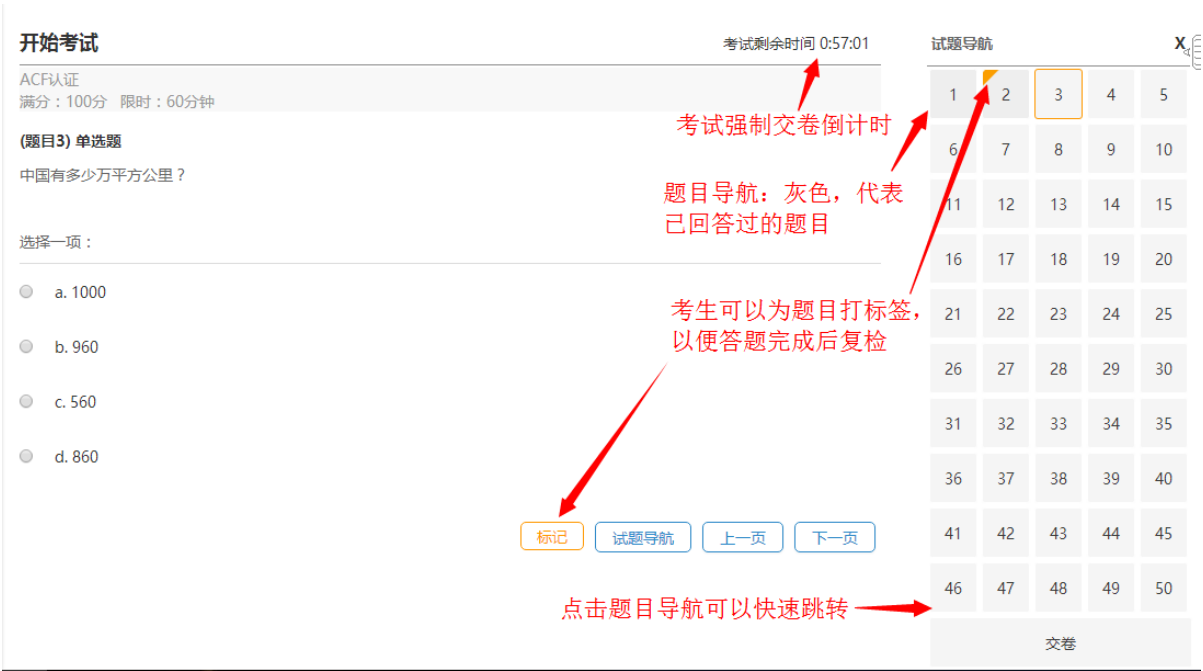 开始考试
考试剩余时间 0:57:01
ACF认证
满分：100分 限时：60分钟
考试强制交卷倒计时
(题目3) 单选题
中国有多少万平方公里？
题目导航：灰色，代表
已回答过的题目
选择一项：
a. 1000
b. 960
c. 560
d. 860
考生可以为题目打标签，
以便答题完成后复检
标记 试题导航 上一页 下一页
点击题目导航可以快速跳转
试题导航 X
1 2 3 4 5
6 7 8 9 10
11 12 13 14 15
16 17 18 19 20
21 22 23 24 25
26 27 28 29 30
31 32 33 34 35
36 37 38 39 40
41 42 43 44 45
46 47 48 49 50
交卷